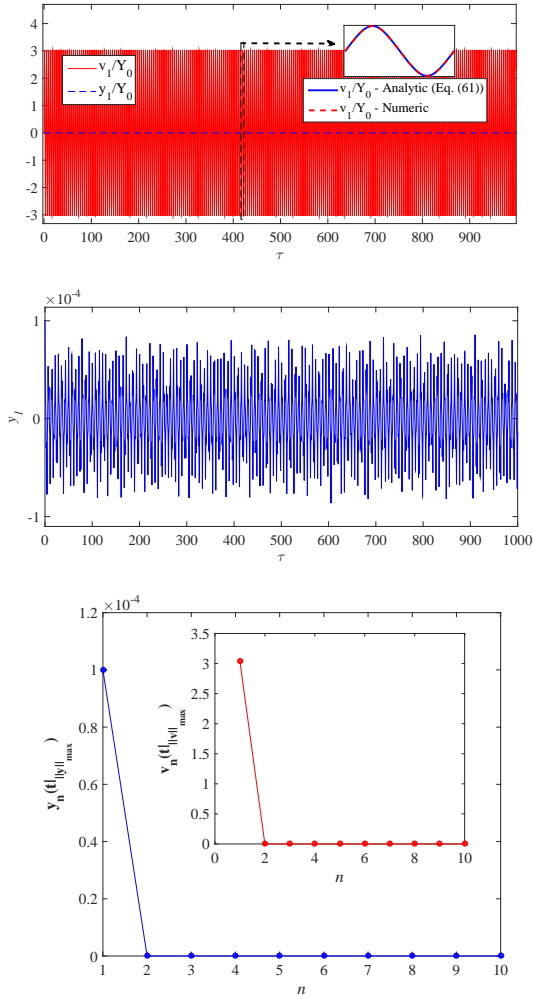 5
4
3
2
1
0
-1
-2
-3
v1/Y0
y1/Y0
v1/Y0 - Analytic (Eq. (61))
v1/Y0 - Numeric
0 100 200 300 400 500 600 700 800 900
τ
×10-4
1
0
-1
y1
0 100 200 300 400 500 600 700 800 900 1000
τ
×10-4
1.2
1
0.8
0.6
0.4
0.2
0
yn(t|||y||max)
1 2 3 4 5 6 7 8 9 10
n
3.5
3
2.5
2
1.5
1
0.5
0
vn(t|||v||max)
0 2 4 6 8 10
n